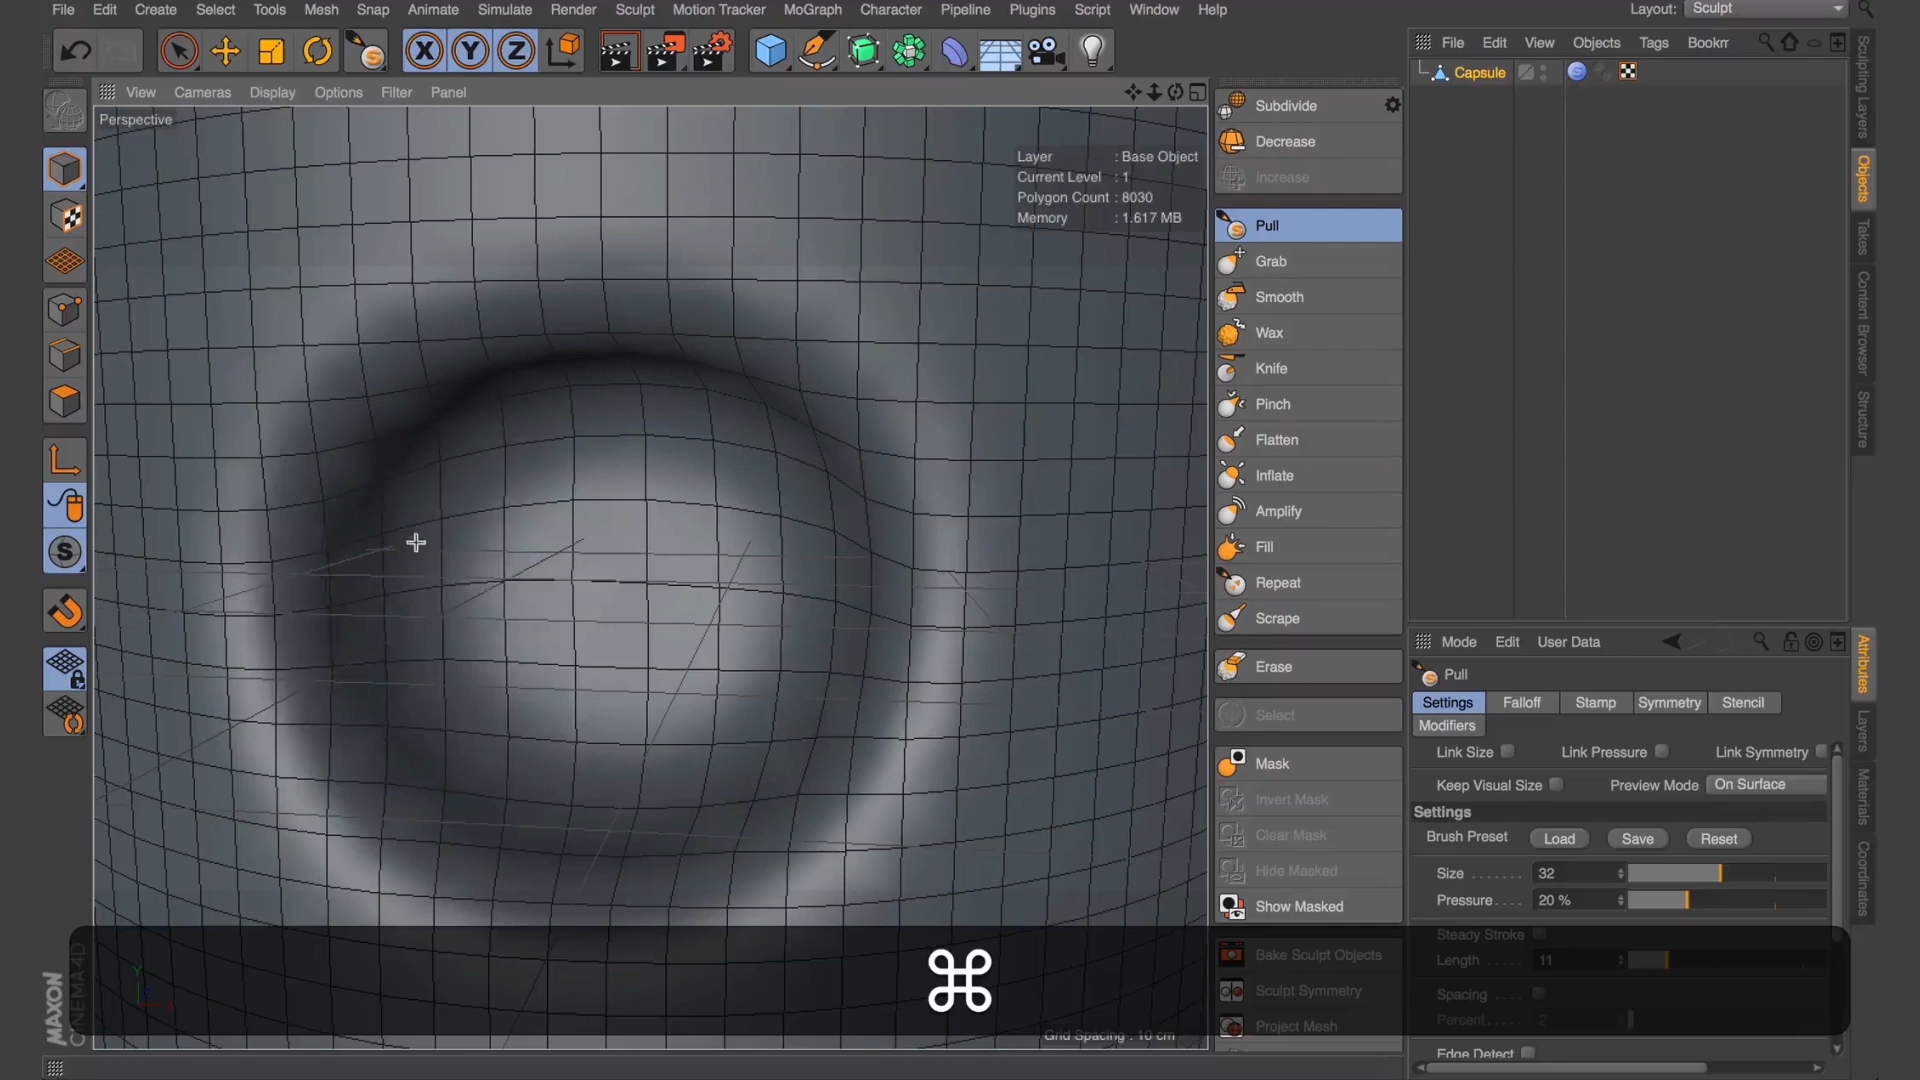 File Edit Create Select Tools Mesh Snap Animate Simulate Render Sculpt Motion Tracker MoGraph Character Pipeline Plugins Script Window Help Layout: Sculpt
X Y Z
File Edit View Objects Tags Bookm
Capsule
View Cameras Display Options Filter Panel
Perspective
Layer : Base Object
Current Level : 1
Polygon Count : 8030
Memory : 1.617 MB
Subdivide
Decrease
Increase
Pull
Grab
Smooth
Wax
Knife
Pinch
Flatten
Inflate
Amplify
Fill
Repeat
Scrape
Erase
Select
Mask
Invert Mask
Clear Mask
Hide Masked
Show Masked
Bake Sculpt Objects
Sculpt Symmetry
Project Mesh
Grid Spacing : 10 cm
Y
MAXON
CINEMA 4D
Sculpting Layers
Objects
Takes
Content Browser
Structure
Mode Edit User Data
Pull
Settings Falloff Stamp Symmetry Stencil
Modifiers
Link Size Link Pressure Link Symmetry
Keep Visual Size Preview Mode On Surface
Settings
Brush Preset Load Save Reset
Size 32
Pressure 20 %
Steady Stroke
Length 11
Spacing
Percent 2
Edge Detect
Attributes
Layers
Materials
Coordinates